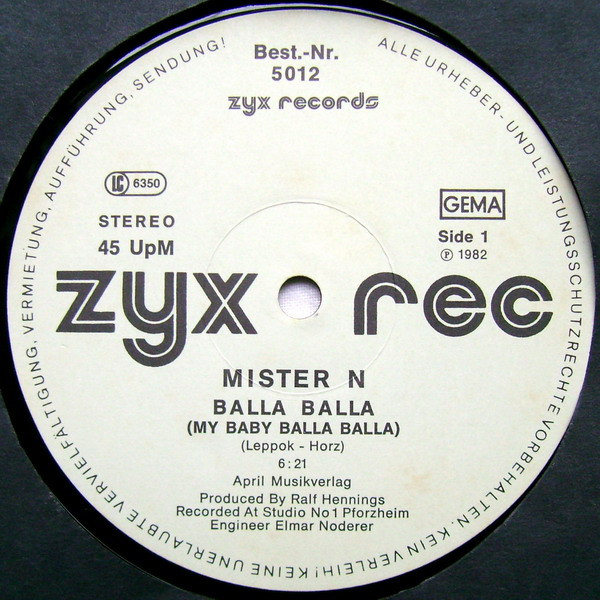 Best.-Nr.
5012
zyx records
LC 6350
STEREO
45 UpM
GEMA
Side 1
Ⓟ 1982
zyx rec
MISTER N
BALLA BALLA
(MY BABY BALLA BALLA)
(Leppok - Horz)
6:21
April Musikverlag
Produced By Ralf Hennings
Recorded At Studio No 1 Pforzheim
Engineer Elmar Noderer
ALLE URHEBER- UND LEISTUNGSSCHUTZRECHTE VORBEHALTEN. KEIN VERLEIH! KEINE UNERLAUBTE VERVIELFÄLTIGUNG, VERMIETUNG, AUFFÜHRUNG, SENDUNG!